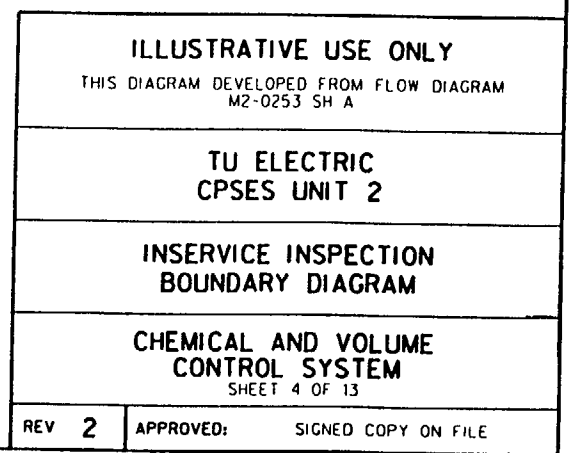 ILLUSTRATIVE USE ONLY
THIS DIAGRAM DEVELOPED FROM FLOW DIAGRAM
M2-0253 SH A
TU ELECTRIC
CPSES UNIT 2
INSERVICE INSPECTION
BOUNDARY DIAGRAM
CHEMICAL AND VOLUME
CONTROL SYSTEM
SHEET 4 OF 13
REV 2 APPROVED: SIGNED COPY ON FILE